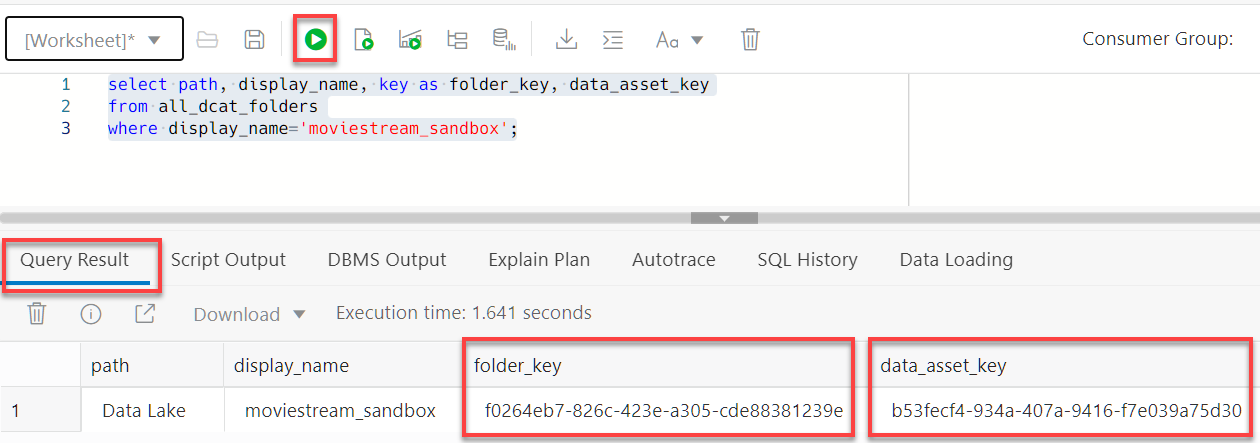 [Worksheet]* Aa Consumer Group:
1 select path, display_name, key as folder_key, data_asset_key
2 from all_dcat_folders
3 where display_name='moviestream_sandbox';
Query Result Script Output DBMS Output Explain Plan Autotrace SQL History Data Loading
Download Execution time: 1.641 seconds
path display_name folder_key data_asset_key
1 Data Lake moviestream_sandbox f0264eb7-826c-423e-a305-cde88381239e b53fecf4-934a-407a-9416-f7e039a75d30